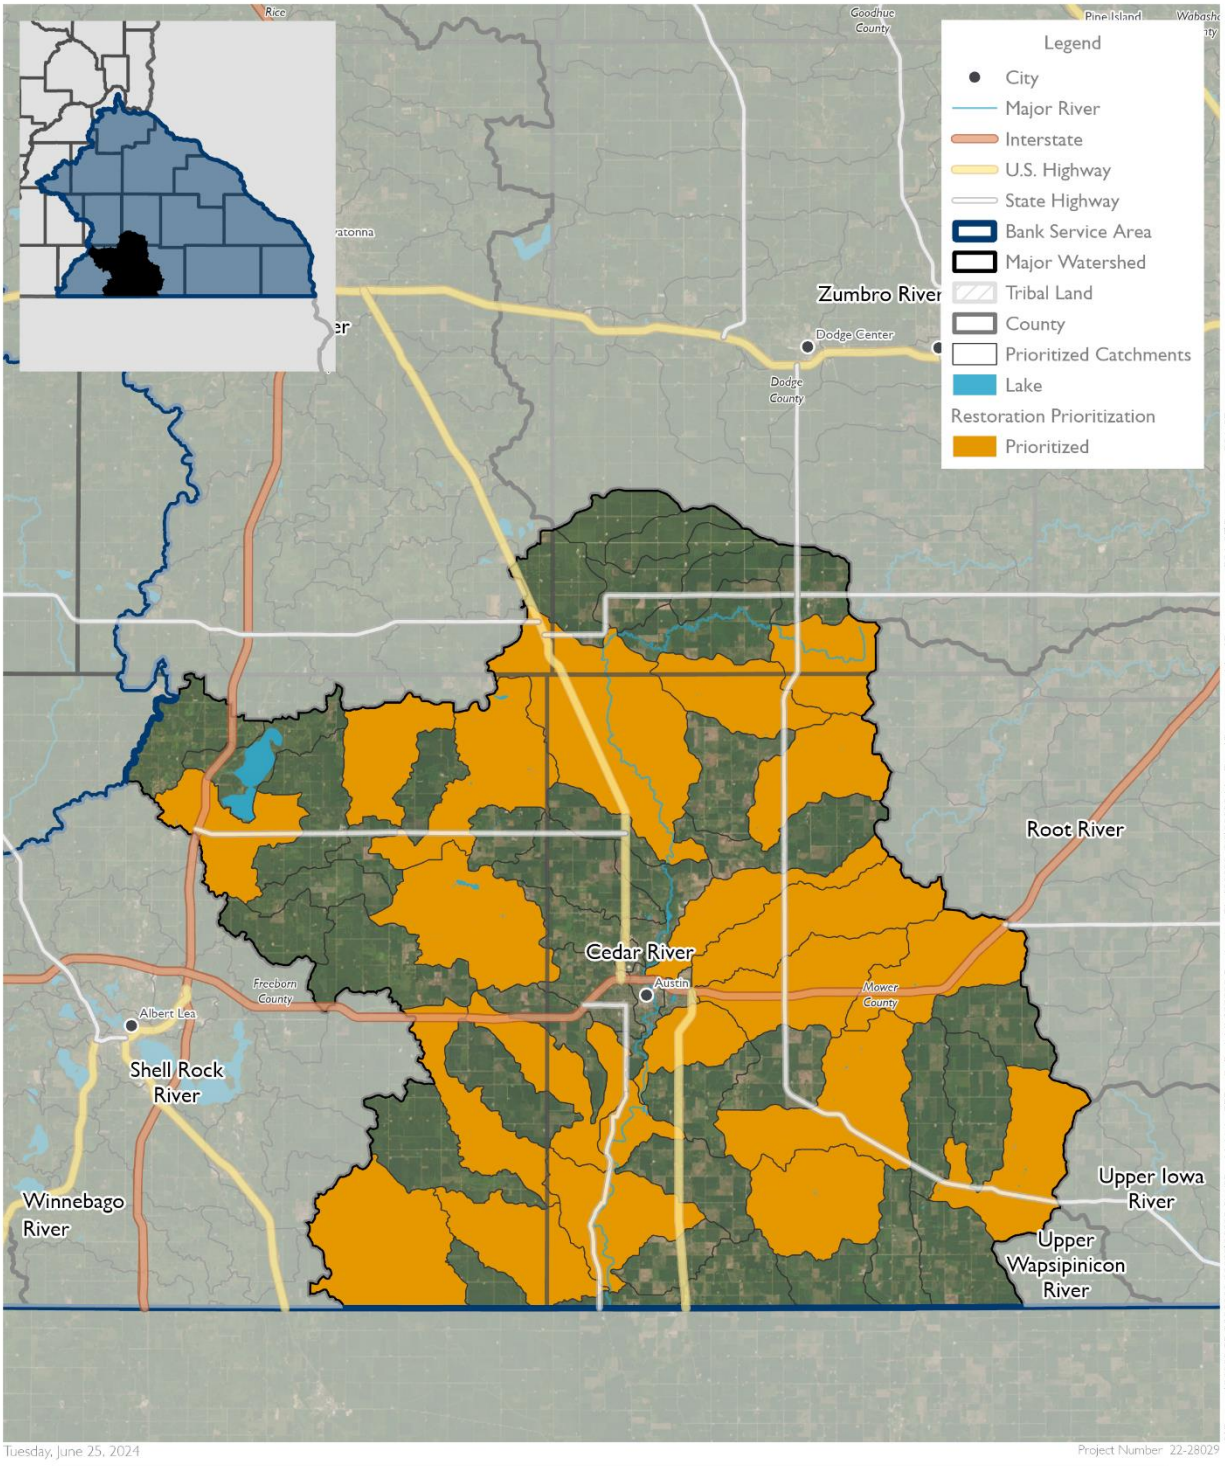 Rice
Goodhue
County
Pine Island
Legend
City
Major River
Interstate
U.S. Highway
State Highway
Bank Service Area
Major Watershed
Tribal Land
County
Prioritized Catchments
Lake
Restoration Prioritization
Prioritized
vatonna
Zumbro River
er
Dodge Center
Dodge
County
Root River
Cedar River
Austin
Freeborn
County
Mower
County
Albert Lea
Shell Rock
River
Winnebago
River
Upper Iowa
River
Upper
Wapsipinicon
River
Tuesday, June 25, 2024
Project Number 22-28029